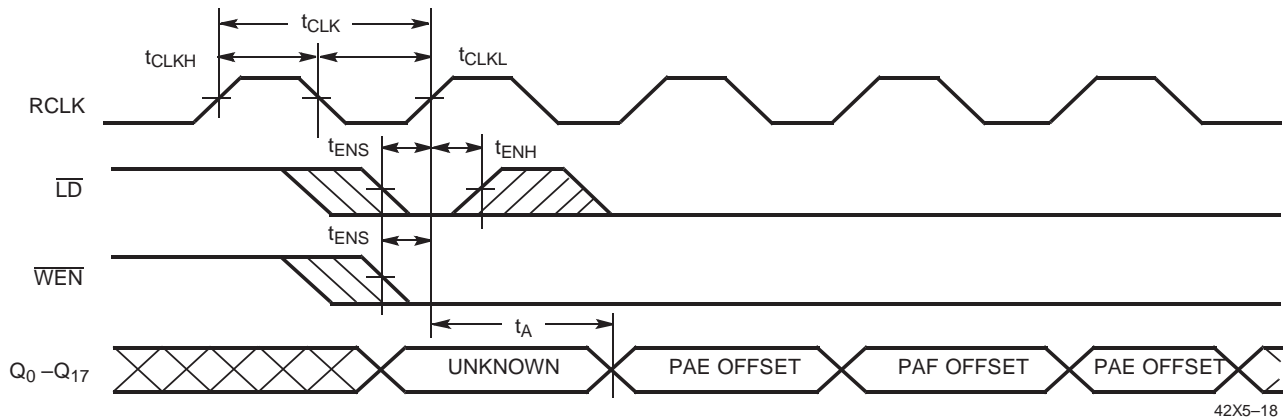 tCLK
tCLKH
tCLKL
RCLK
tENS
tENH
LD
tENS
WEN
tA
Q0 –Q17
UNKNOWN
PAE OFFSET
PAF OFFSET
PAE OFFSET
42X5–18